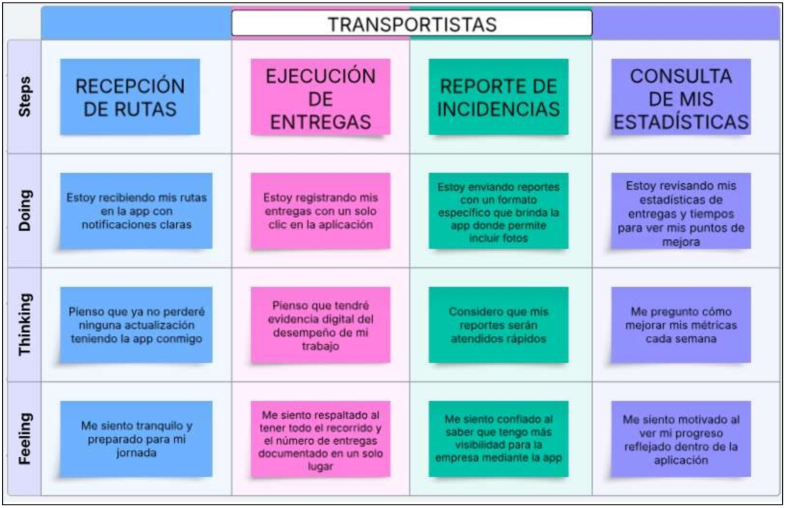 TRANSPORTISTAS
Steps
RECEPCIÓN
DE RUTAS
EJECUCIÓN
DE
ENTREGAS
REPORTE DE
INCIDENCIAS
CONSULTA
DE MIS
ESTADÍSTICAS
Doing
Estoy recibiendo mis rutas
en la app con
notificaciones claras
Estoy registrando mis
entregas con un solo
clic en la aplicación
Estoy enviando reportes
con un formato
específico que brinda la
app donde permite
incluir fotos
Estoy revisando mis
estadísticas de
entregas y tiempos
para ver mis puntos de
mejora
Thinking
Pienso que ya no perderé
ninguna actualización
teniendo la app conmigo
Pienso que tendré
evidencia digital del
desempeño de mi
trabajo
Considero que mis
reportes serán
atendidos rápidos
Me pregunto cómo
mejorar mis métricas
cada semana
Feeling
Me siento tranquilo y
preparado para mi
jornada
Me siento respaldado al
tener todo el recorrido y
el número de entregas
documentado en un solo
lugar
Me siento confiado al
saber que tengo más
visibilidad para la
empresa mediante la app
Me siento motivado al
ver mi progreso
reflejado dentro de la
aplicación